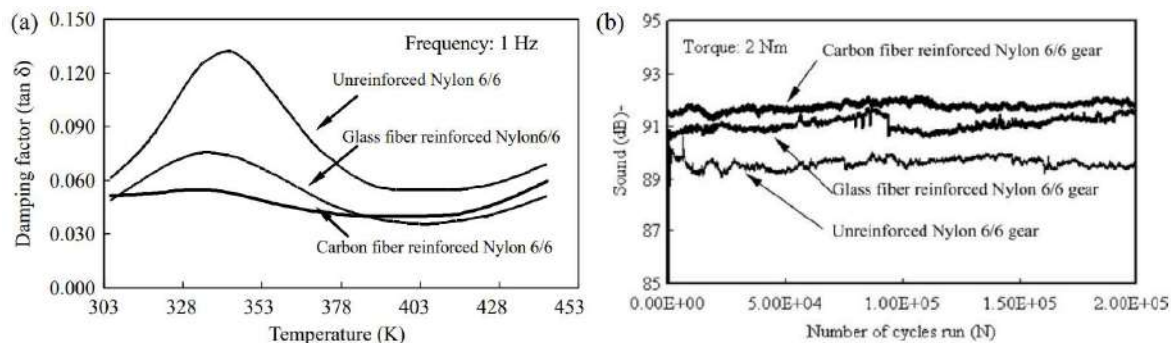 (a)
0.150
0.120
0.090
0.060
0.030
0.000
Damping factor (tan δ)
Frequency: 1 Hz
Unreinforced Nylon 6/6
Glass fiber reinforced Nylon6/6
Carbon fiber reinforced Nylon 6/6
303 328 353 378 403 428 453
Temperature (K)
(b)
95
93
91
89
87
85
Sound (dB)-
Torque: 2 Nm
Carbon fiber reinforced Nylon 6/6 gear
Glass fiber reinforced Nylon 6/6 gear
Unreinforced Nylon 6/6 gear
0.00E+00 5.00E+04 1.00E+05 1.50E+05 2.00E+05
Number of cycles run (N)